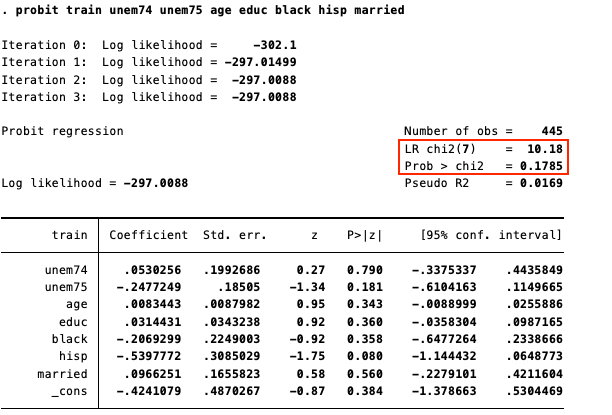 . probit train unem74 unem75 age educ black hisp married
Iteration 0:  Log likelihood =     -302.1
Iteration 1:  Log likelihood = -297.01499
Iteration 2:  Log likelihood =  -297.0088
Iteration 3:  Log likelihood =  -297.0088
Probit regression                                       Number of obs =    445
                                                        LR chi2(7)    =  10.18
                                                        Prob > chi2   = 0.1785
Log likelihood = -297.0088                              Pseudo R2     = 0.0169
train | Coefficient  Std. err.      z    P>|z|     [95% conf. interval]
unem74 |   .0530256   .1992686     0.27   0.790    -.3375337    .4435849
unem75 |  -.2477249     .18505    -1.34   0.181    -.6104163    .1149665
age |   .0083443   .0087982     0.95   0.343    -.0088999    .0255886
educ |   .0314431   .0343238     0.92   0.360    -.0358304    .0987165
black |  -.2069299   .2249003    -0.92   0.358    -.6477264    .2338666
hisp |  -.5397772   .3085029    -1.75   0.080    -1.144432    .0648773
married |   .0966251   .1655823     0.58   0.560    -.2279101    .4211604
_cons |  -.4241079   .4870267    -0.87   0.384    -1.378663    .5304469